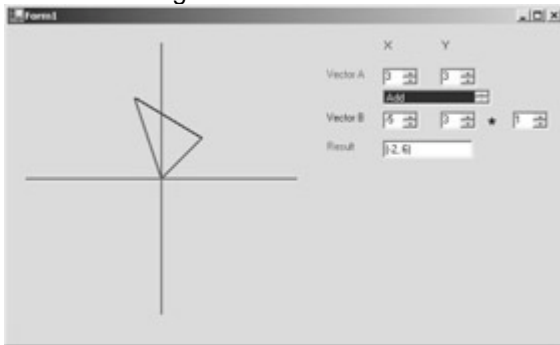 Form1
X Y
Vector A 3 3
Add
Vector B -5 3 * 1
Result (-2, 6)